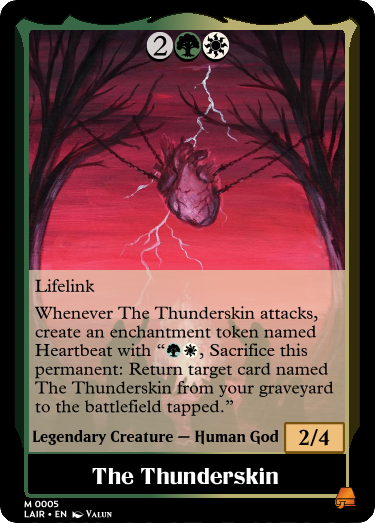 2
Lifelink
Whenever The Thunderskin attacks,
create an enchantment token named
Heartbeat with “, Sacrifice this
permanent: Return target card named
The Thunderskin from your graveyard
to the battlefield tapped.”
Legendary Creature — Human God 2/4
The Thunderskin
M 0005
LAIR • EN Valun